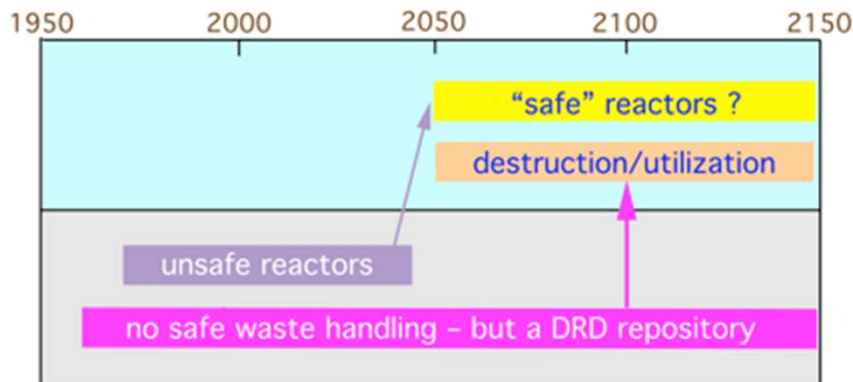 1950 2000 2050 2100 2150
“safe” reactors ?
destruction/utilization
unsafe reactors
no safe waste handling – but a DRD repository